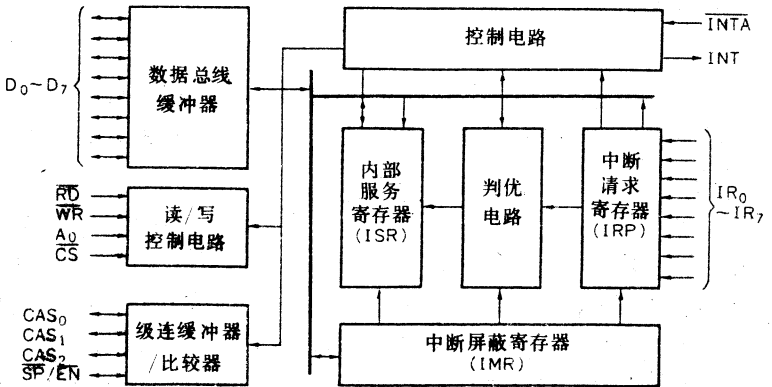 控制电路
INTA
INT
D₀~D₇
数据总线
缓冲器
内部
服务
寄存器
(ISR)
判优
电路
中断
请求
寄存器
(IRP)
IR₀
~IR₇
RD
WR
A₀
CS
读/写
控制电路
CAS₀
CAS₁
CAS₂
SP/EN
级连缓冲器
/比较器
中断屏蔽寄存器
(IMR)